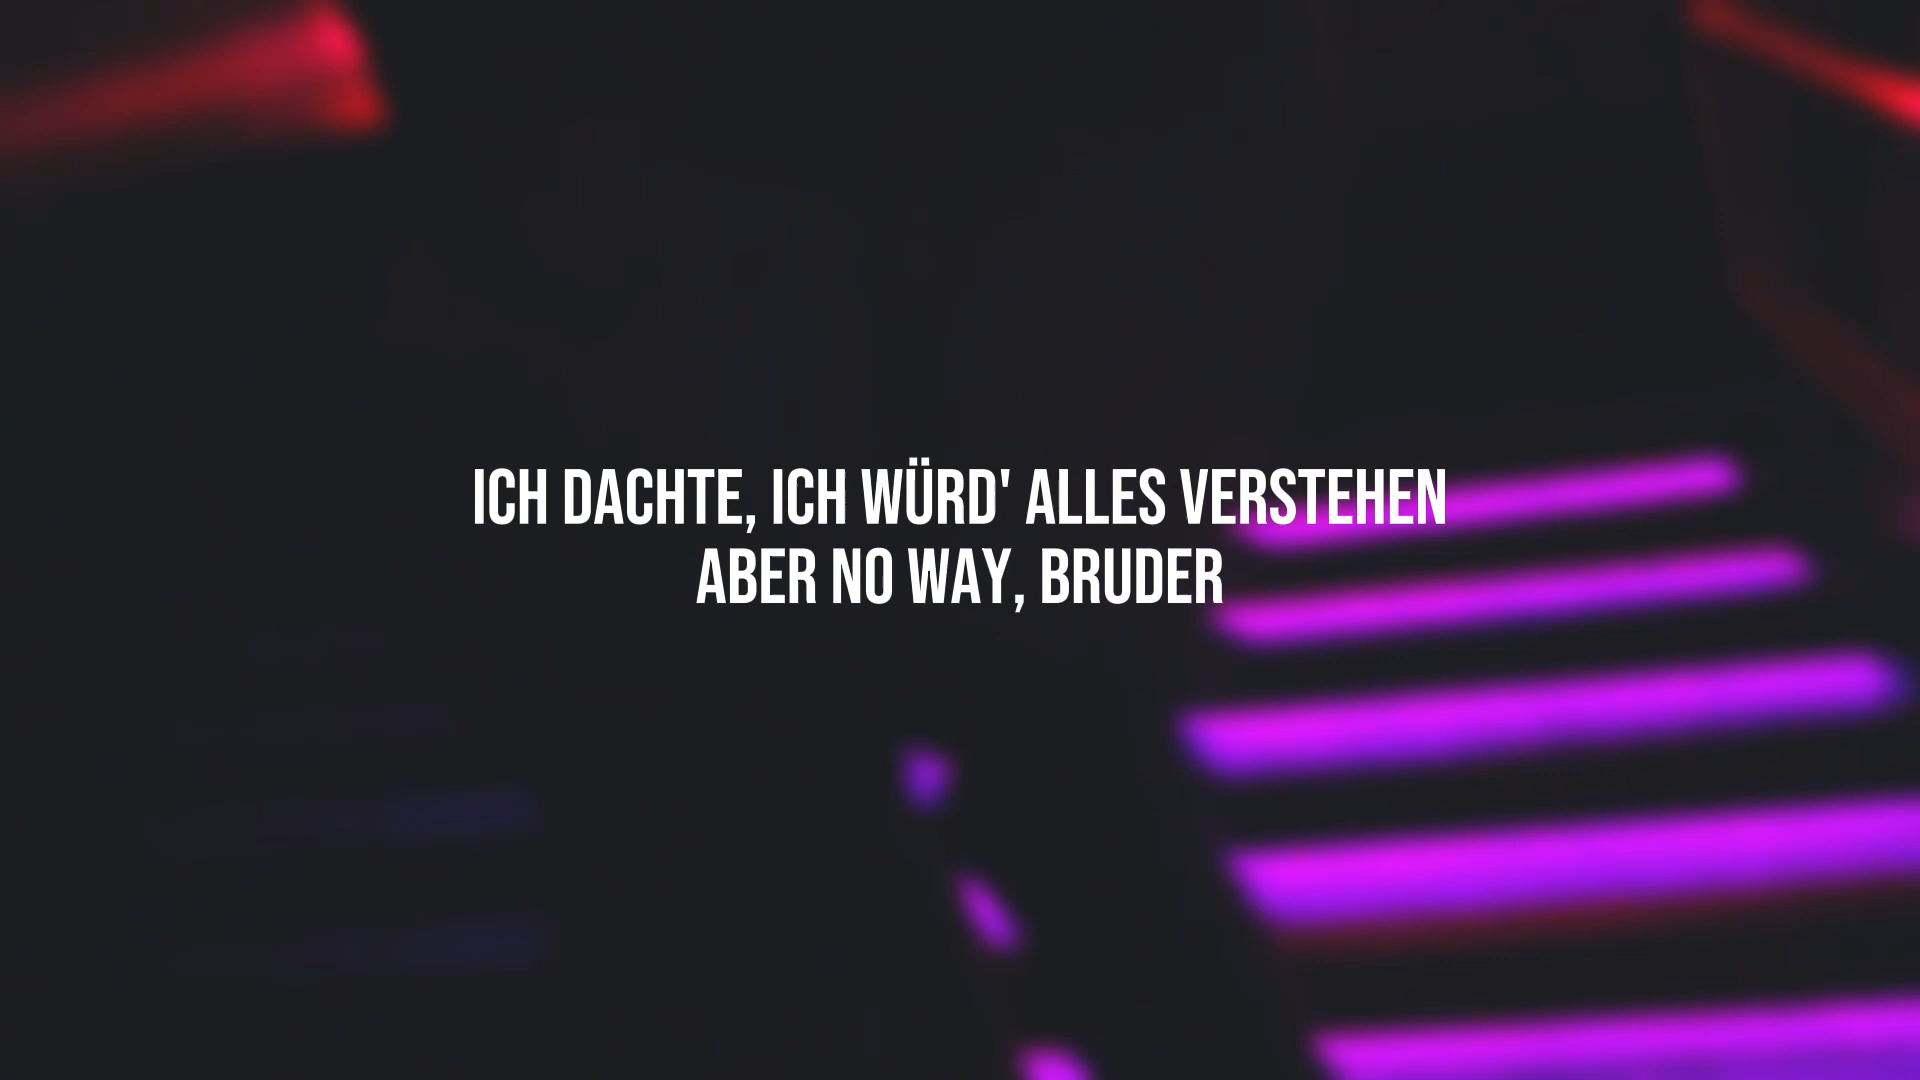 ICH DACHTE, ICH WÜRD' ALLES VERSTEHEN
ABER NO WAY, BRUDER